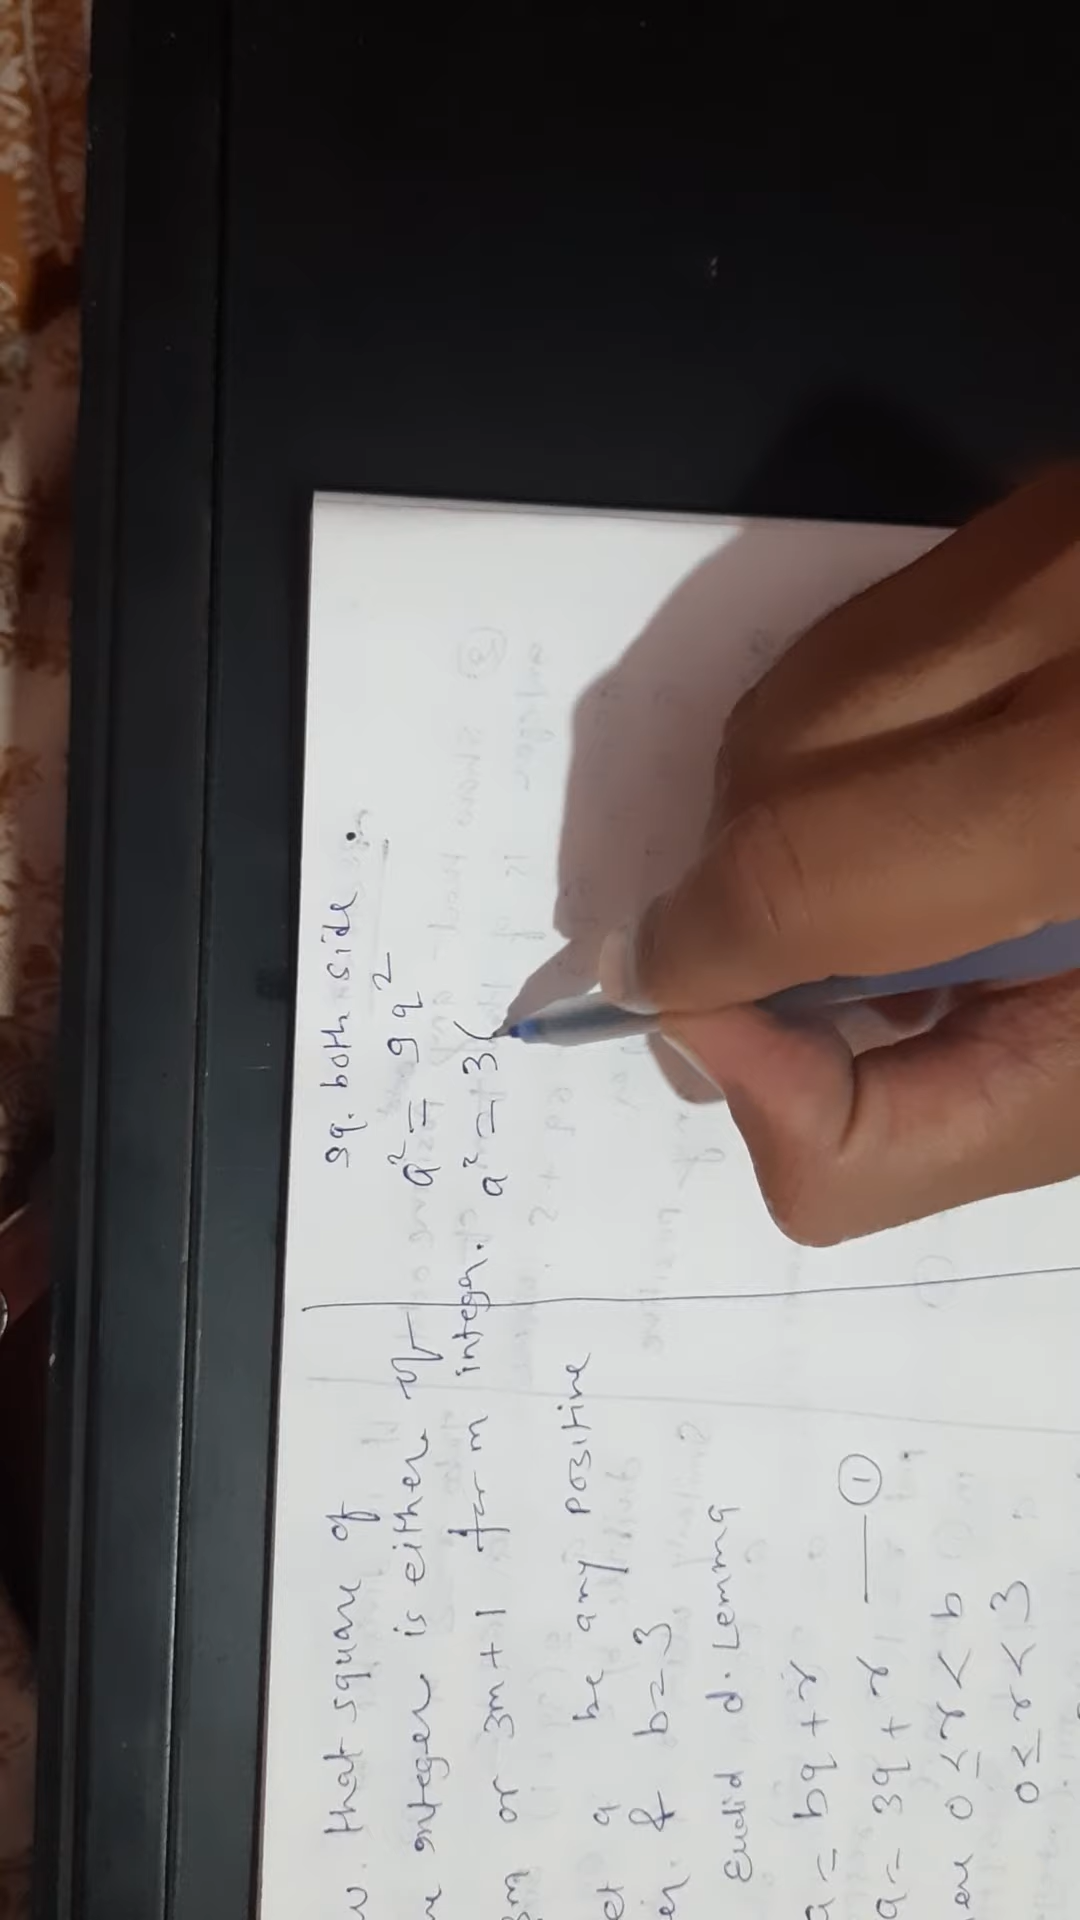 that square of
integer is either of
3m or 3m+1 for m integer.
a be any positive
& b=3
Euclid d. Lemma
a = bq + r
a = 3q + r —— ①
0 ≤ r < b
0 ≤ r < 3
sq. both side
a² = 9q²
a² = 3(